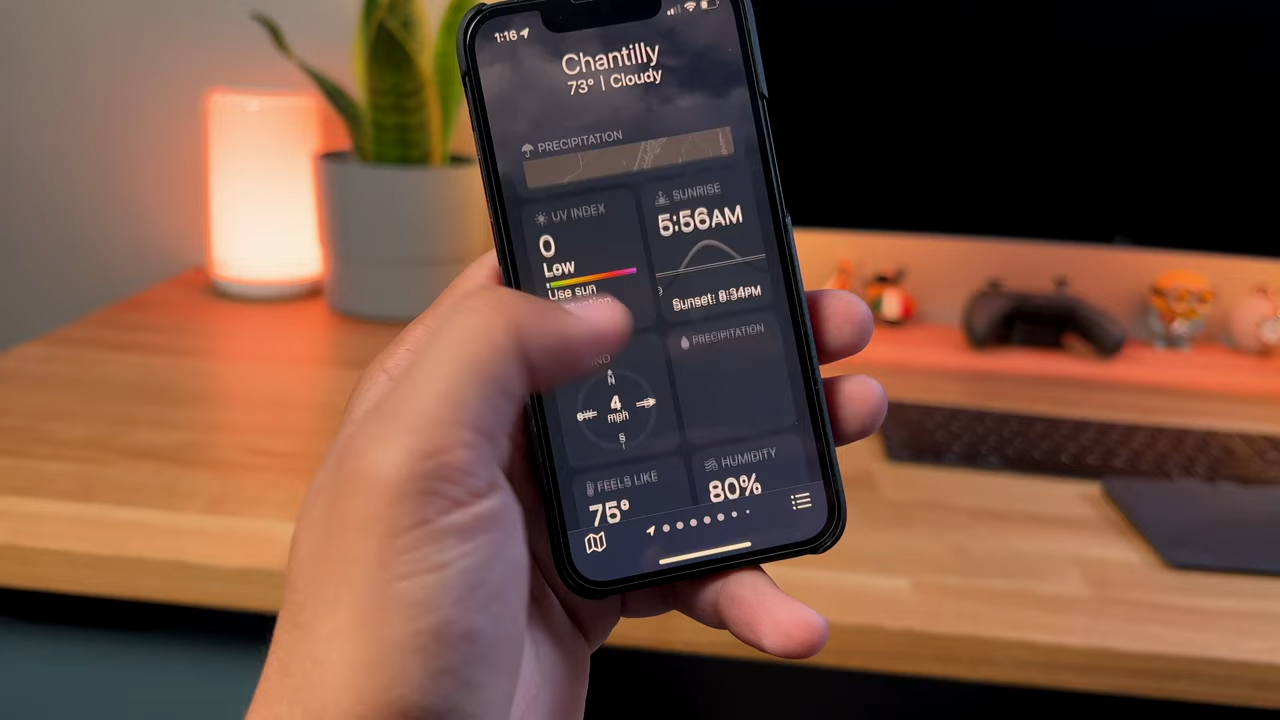 1:16
Chantilly
73° | Cloudy
PRECIPITATION
UV INDEX
0
Low
Use sun
SUNRISE
5:56AM
Sunset: 8:34PM
PRECIPITATION
N
4
mph
S
FEELS LIKE
75°
HUMIDITY
80%